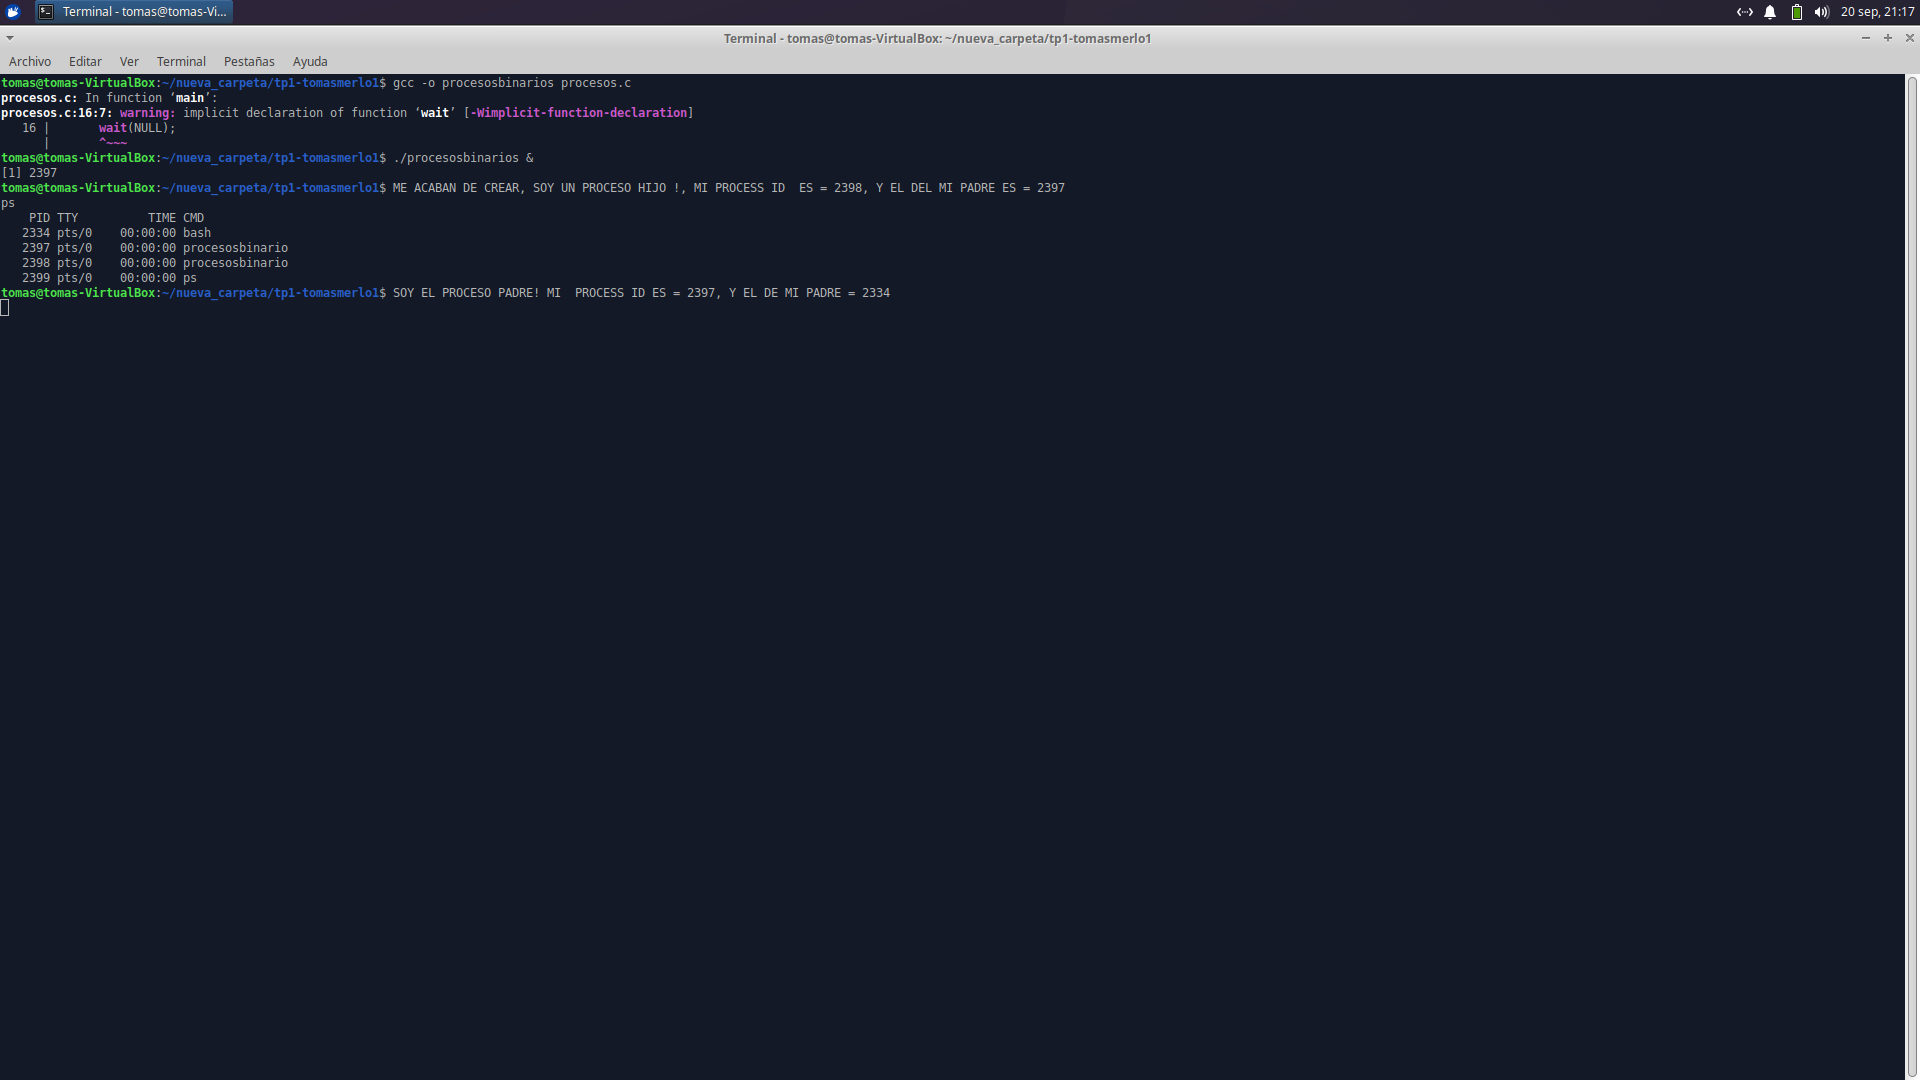 Terminal - tomas@tomas-Vi...
20 sep, 21:17
Terminal - tomas@tomas-VirtualBox: ~/nueva_carpeta/tp1-tomasmerlo1
Archivo Editar Ver Terminal Pestañas Ayuda
tomas@tomas-VirtualBox:~/nueva_carpeta/tp1-tomasmerlo1$ gcc -o procesosbinarios procesos.c
procesos.c: In function ‘main’:
procesos.c:16:7: warning: implicit declaration of function ‘wait’ [-Wimplicit-function-declaration]
   16 |       wait(NULL);
      |       ^~~~
tomas@tomas-VirtualBox:~/nueva_carpeta/tp1-tomasmerlo1$ ./procesosbinarios &
[1] 2397
tomas@tomas-VirtualBox:~/nueva_carpeta/tp1-tomasmerlo1$ ME ACABAN DE CREAR, SOY UN PROCESO HIJO !, MI PROCESS ID  ES = 2398, Y EL DEL MI PADRE ES = 2397
ps
    PID TTY          TIME CMD
   2334 pts/0    00:00:00 bash
   2397 pts/0    00:00:00 procesosbinario
   2398 pts/0    00:00:00 procesosbinario
   2399 pts/0    00:00:00 ps
tomas@tomas-VirtualBox:~/nueva_carpeta/tp1-tomasmerlo1$ SOY EL PROCESO PADRE! MI  PROCESS ID ES = 2397, Y EL DE MI PADRE = 2334